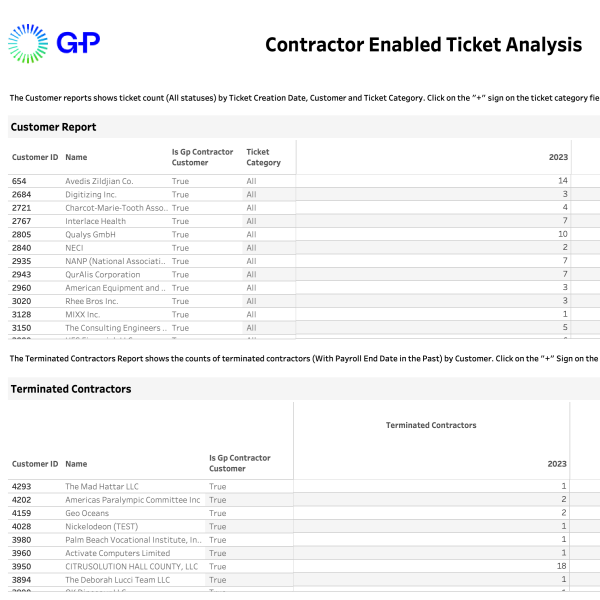 G-P
Contractor Enabled Ticket Analysis
The Customer reports shows ticket count (All statuses) by Ticket Creation Date, Customer and Ticket Category. Click on the "+" sign on the ticket category fie
Customer Report
Customer ID Name Is Gp Contractor Customer Ticket Category 2023
654 Avedis Zildjian Co. True All 14
2684 Digitizing Inc. True All 3
2721 Charcot-Marie-Tooth Asso.. True All 4
2767 Interlace Health True All 7
2805 Qualys GmbH True All 10
2840 NECI True All 2
2935 NANP (National Associati.. True All 7
2943 QurAlis Corporation True All 7
2960 American Equipment and .. True All 3
3020 Rhee Bros Inc. True All 3
3128 MIXX Inc. True All 1
3150 The Consulting Engineers .. True All 5
The Terminated Contractors Report shows the counts of terminated contractors (With Payroll End Date in the Past) by Customer. Click on the "+" Sign on the
Terminated Contractors
Terminated Contractors
Customer ID Name Is Gp Contractor Customer 2023
4293 The Mad Hattar LLC True 1
4202 Americas Paralympic Committee Inc True 2
4159 Geo Oceans True 2
4028 Nickelodeon (TEST) True 1
3980 Palm Beach Vocational Institute, In.. True 1
3960 Activate Computers Limited True 1
3950 CITRUSOLUTION HALL COUNTY, LLC True 18
3894 The Deborah Lucci Team LLC True 1